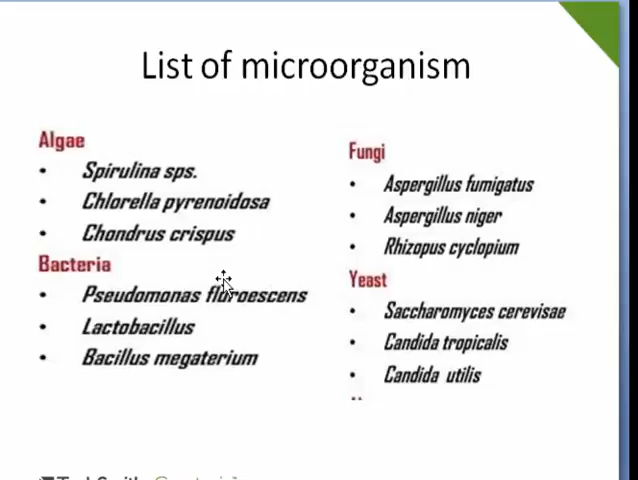 List of microorganism
Algae
• Spirulina sps.
• Chlorella pyrenoidosa
• Chondrus crispus
Bacteria
• Pseudomonas fluroescens
• Lactobacillus
• Bacillus megaterium
Fungi
• Aspergillus fumigatus
• Aspergillus niger
• Rhizopus cyclopium
Yeast
• Saccharomyces cerevisae
• Candida tropicalis
• Candida utilis